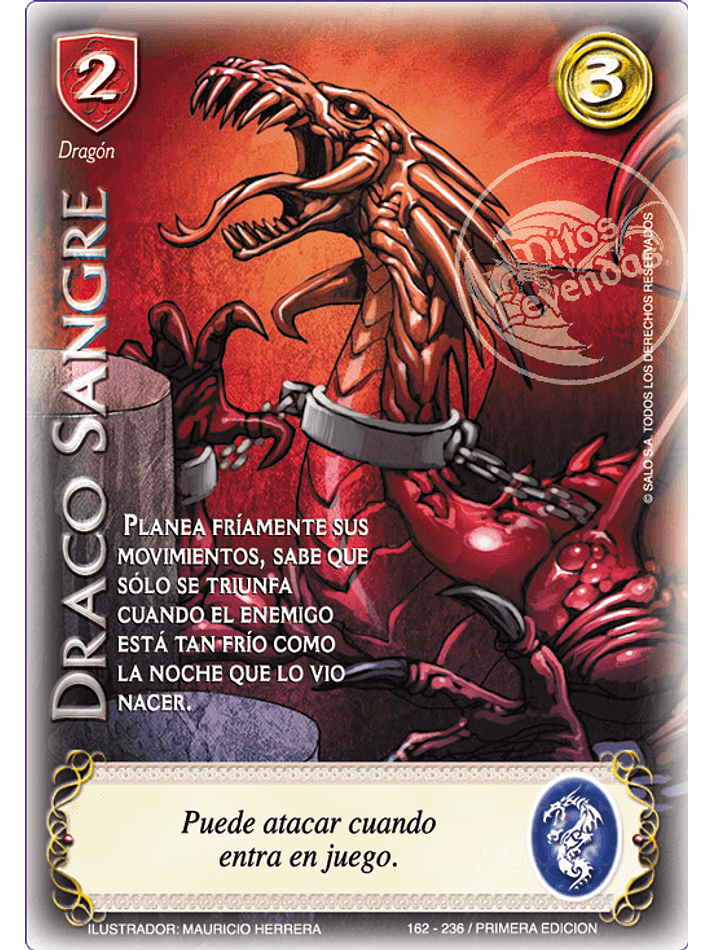 2
3
Dragón
DRACO SANGRE
Mitos
y
Leyendas
© SALO S.A. TODOS LOS DERECHOS RESERVADOS
PLANEA FRÍAMENTE SUS
MOVIMIENTOS, SABE QUE
SÓLO SE TRIUNFA
CUANDO EL ENEMIGO
ESTÁ TAN FRÍO COMO
LA NOCHE QUE LO VIO
NACER.
Puede atacar cuando
entra en juego.
ILUSTRADOR: MAURICIO HERRERA
162 - 236 / PRIMERA EDICION